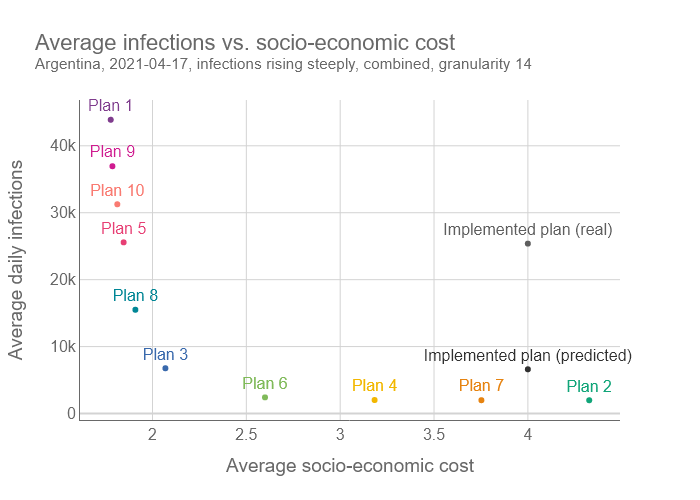 Average infections vs. socio-economic cost
Argentina, 2021-04-17, infections rising steeply, combined, granularity 14
Plan 1
40k
Plan 9
Plan 10
30k
Plan 5
Implemented plan (real)
20k
Plan 8
10k
Plan 3
Implemented plan (predicted)
Plan 6
Plan 4
Plan 7
Plan 2
0
2
2.5
3
3.5
4
Average daily infections
Average socio-economic cost